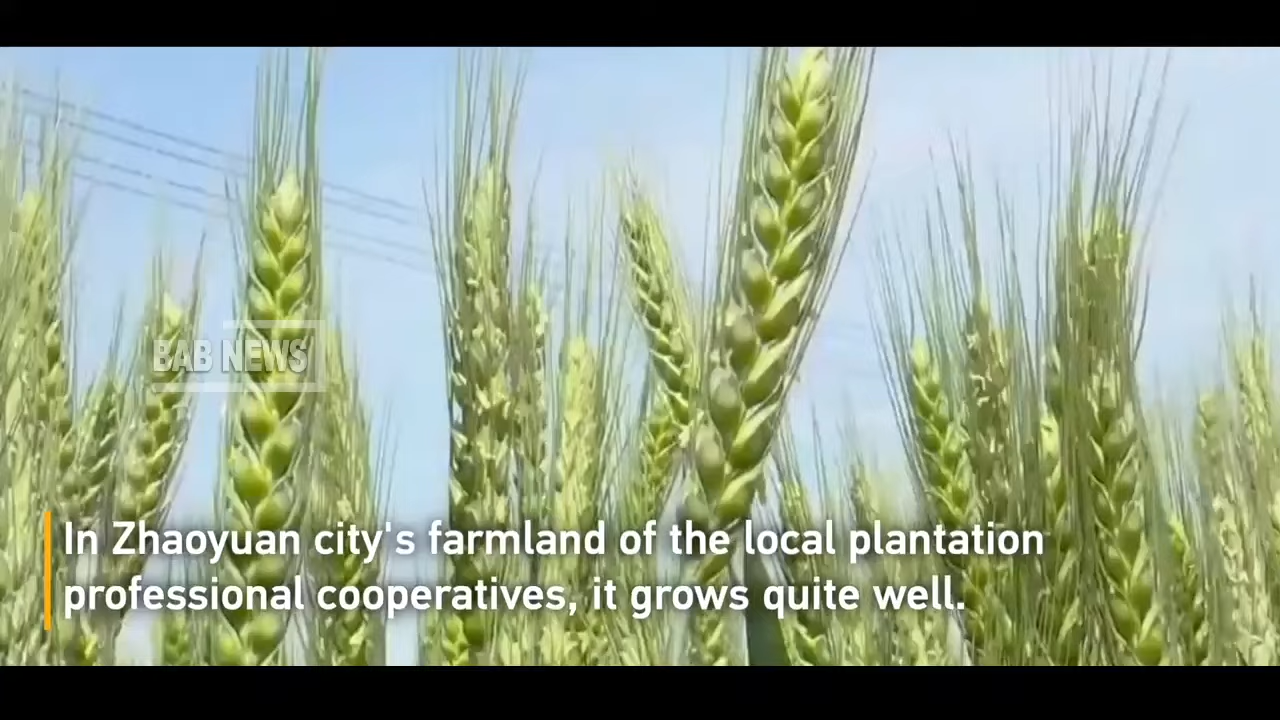 BAB NEWS
In Zhaoyuan city's farmland of the local plantation
professional cooperatives, it grows quite well.